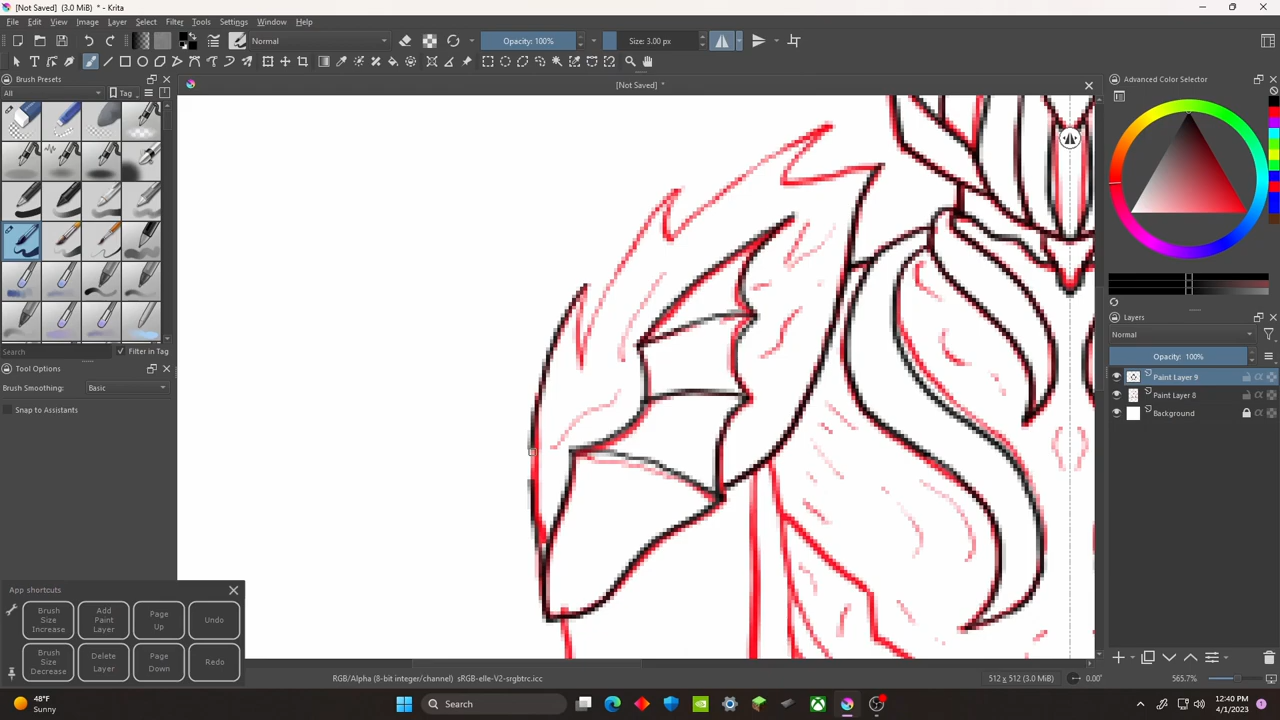 [Not Saved] (3.0 MiB) * - Krita
File Edit View Image Layer Select Filter Tools Settings Window Help
Normal
Opacity: 100%
Size: 3.00 px
Brush Presets
[Not Saved] *
Advanced Color Selector
All
Tag
Search
Filter in Tag
Tool Options
Brush Smoothing:
Basic
Snap to Assistants
Layers
Normal
Opacity: 100%
Paint Layer 9
Paint Layer 8
Background
App shortcuts
Brush Size Increase
Add Paint Layer
Page Up
Undo
Brush Size Decrease
Delete Layer
Page Down
Redo
RGB/Alpha (8-bit integer/channel) sRGB-elle-V2-srgbtrc.icc
512 x 512 (3.0 MiB)
0.00°
565.7%
48°F
Sunny
Search
12:40 PM
4/1/2023